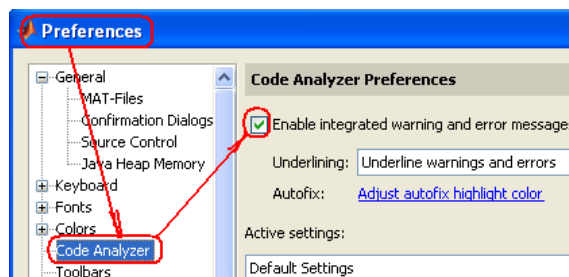 Preferences
General
MAT-Files
Confirmation Dialogs
Source Control
Java Heap Memory
Keyboard
Fonts
Colors
Code Analyzer
Toolbars
Code Analyzer Preferences
Enable integrated warning and error message
Underlining: Underline warnings and errors
Autofix: Adjust autofix highlight color
Active settings:
Default Settings